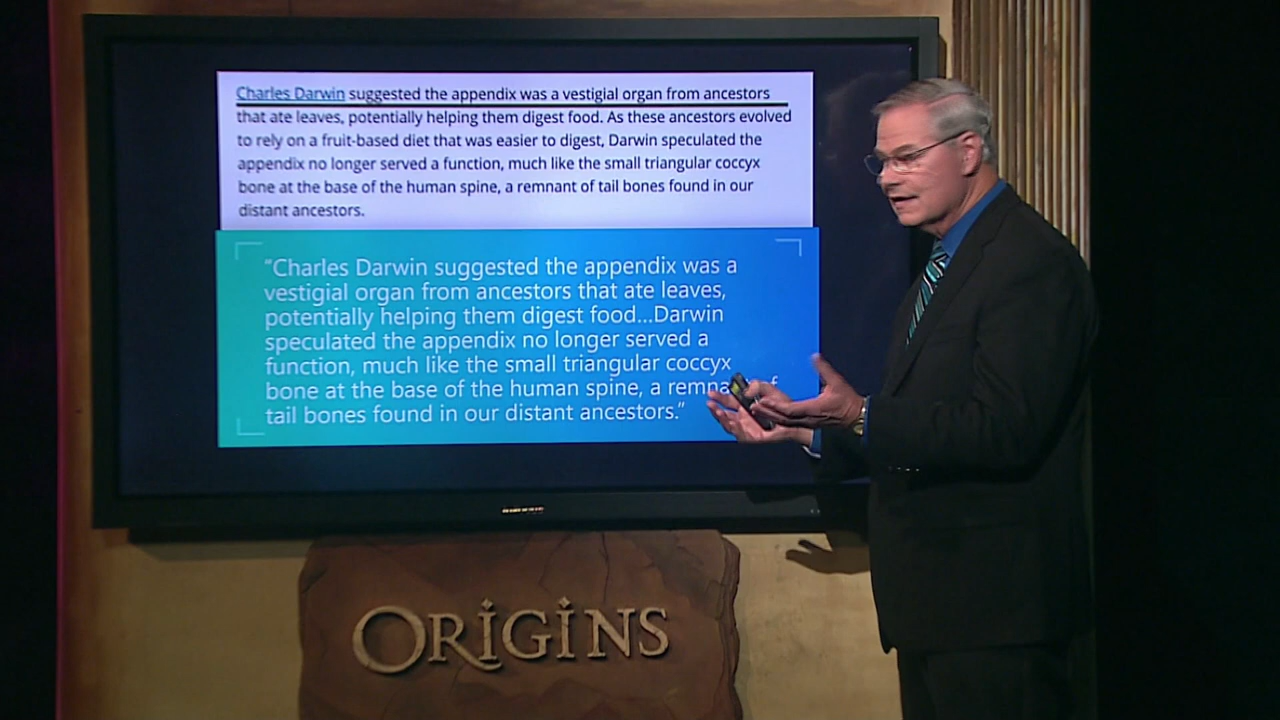 Charles Darwin suggested the appendix was a vestigial organ from ancestors
that ate leaves, potentially helping them digest food. As these ancestors evolved
to rely on a fruit-based diet that was easier to digest, Darwin speculated the
appendix no longer served a function, much like the small triangular coccyx
bone at the base of the human spine, a remnant of tail bones found in our
distant ancestors.
“Charles Darwin suggested the appendix was a
vestigial organ from ancestors that ate leaves,
potentially helping them digest food...Darwin
speculated the appendix no longer served a
function, much like the small triangular coccyx
bone at the base of the human spine, a remnant of
tail bones found in our distant ancestors.”
ORIGINS